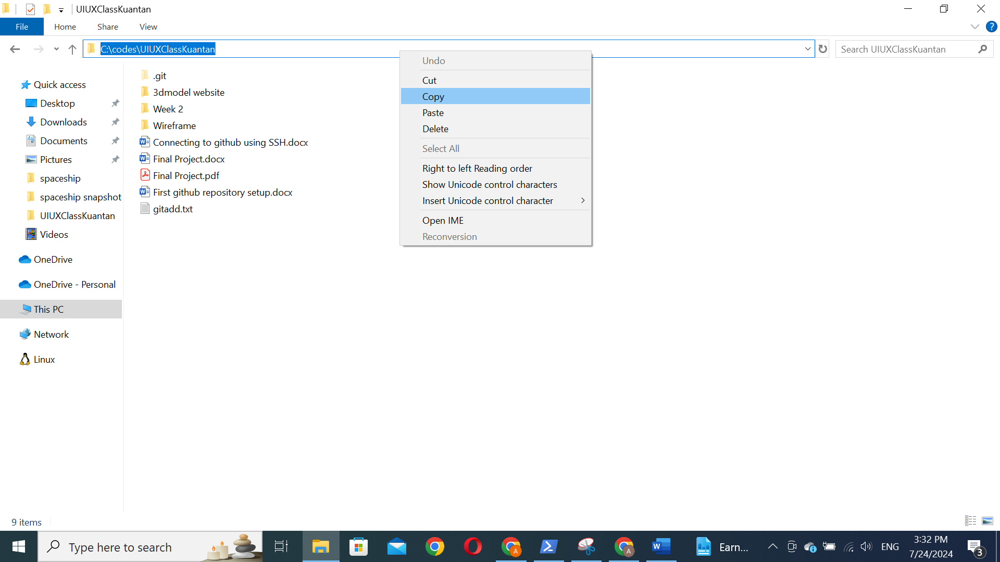 UIUXClassKuantan
File Home Share View
C:\codes\UIUXClassKuantan
Search UIUXClassKuantan
Quick access
Desktop
Downloads
Documents
Pictures
spaceship
spaceship snapshot
UIUXClassKuantan
Videos
OneDrive
OneDrive - Personal
This PC
Network
Linux
.git
3dmodel website
Week 2
Wireframe
Connecting to github using SSH.docx
Final Project.docx
Final Project.pdf
First github repository setup.docx
gitadd.txt
Undo
Cut
Copy
Paste
Delete
Select All
Right to left Reading order
Show Unicode control characters
Insert Unicode control character
Open IME
Reconversion
9 items
Type here to search
Earn...
ENG
3:32 PM
7/24/2024
3